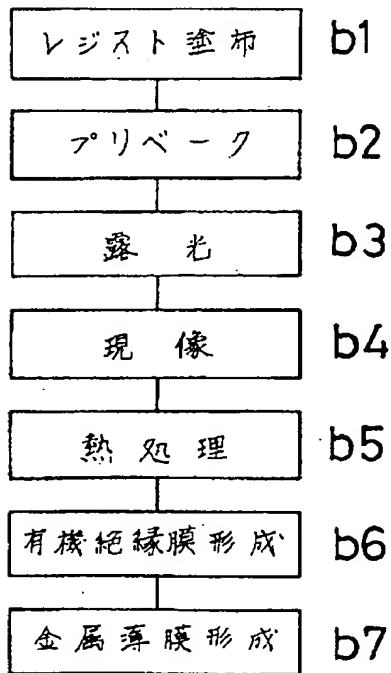 レジスト塗布 b1
プリベーク b2
露光 b3
現像 b4
熱処理 b5
有機絶縁膜形成 b6
金属薄膜形成 b7